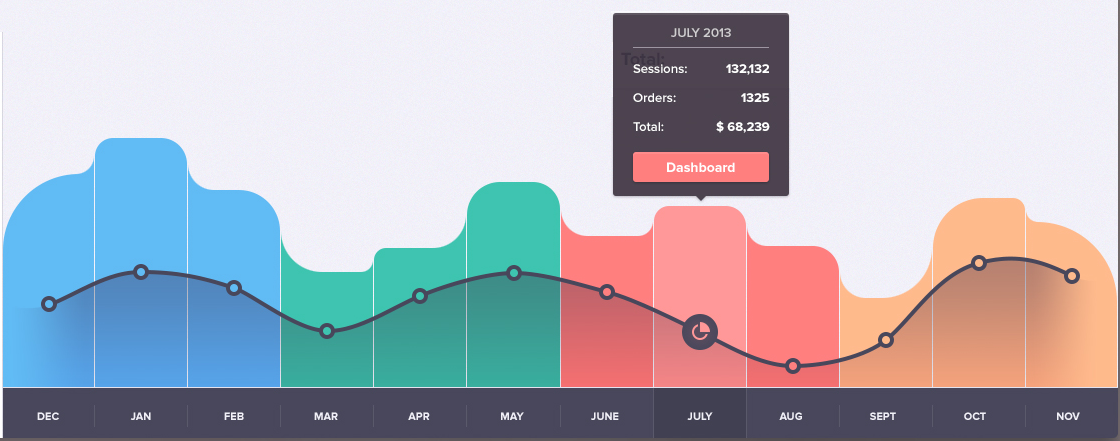 JULY 2013
Total:
Sessions: 132,132
Orders: 1325
Total: $ 68,239
Dashboard
DEC JAN FEB MAR APR MAY JUNE JULY AUG SEPT OCT NOV